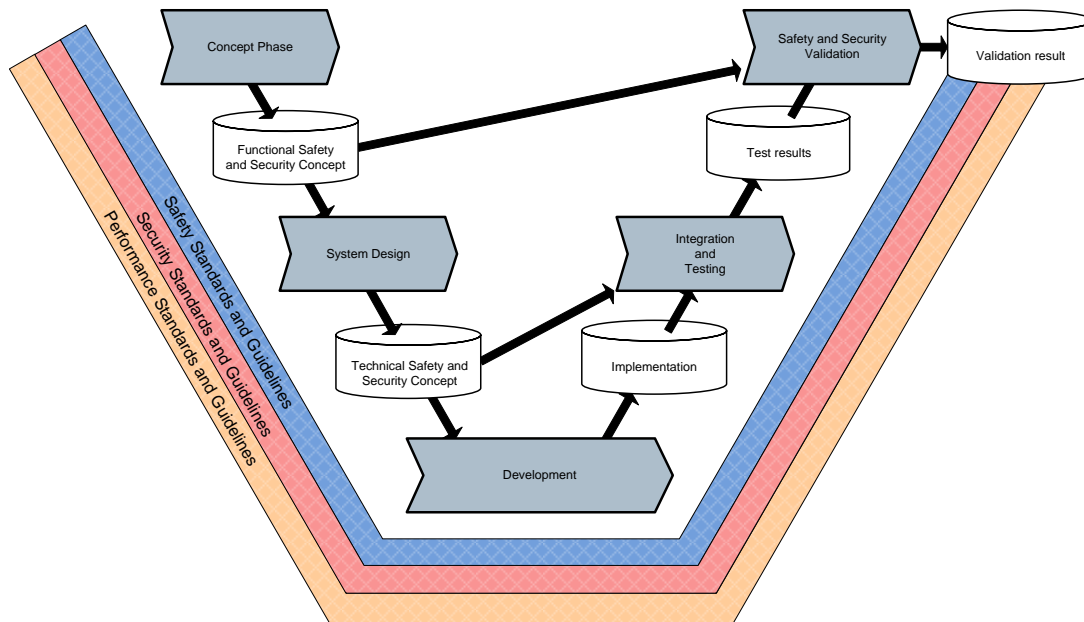 Concept Phase
Safety and Security
Validation
Validation result
Functional Safety
and Security Concept
Test results
System Design
Integration
and
Testing
Technical Safety and
Security Concept
Implementation
Development
Safety Standards and Guidelines
Security Standards and Guidelines
Performance Standards and Guidelines